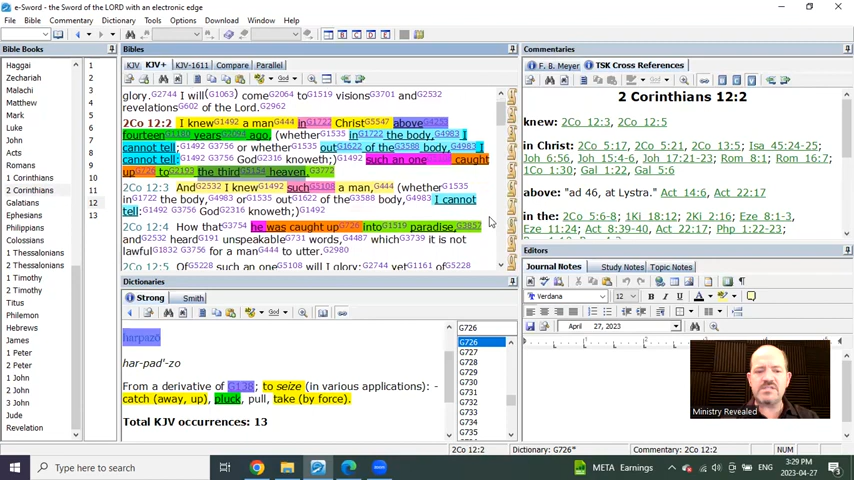 e-Sword - the Sword of the LORD with an electronic edge
File Bible Commentary Dictionary Tools Options Download Window Help
Bible Books
Haggai
Zechariah
Malachi
Matthew
Mark
Luke
John
Acts
Romans
1 Corinthians
2 Corinthians
Galatians
Ephesians
Philippians
Colossians
1 Thessalonians
2 Thessalonians
1 Timothy
2 Timothy
Titus
Philemon
Hebrews
James
1 Peter
2 Peter
1 John
2 John
3 John
Jude
Revelation
1
2
3
4
5
6
7
8
9
10
11
12
13
Bibles
KJV KJV+ KJV-1611 Compare Parallel
glory.G2744 I will(G1063) comeG2064 toG1519 visionsG3701 andG2532
revelationsG602 of the Lord.G2962
2Co 12:2 I knewG1492 a manG444 inG1722 ChristG5547 aboveG4253
fourteenG1180 yearsG2094 ago, (whetherG1535 inG1722 the body,G4983 I
cannot tell;G1492 G3756 or whetherG1535 out of G1622 the body,G4983 I
cannot tell:G1492 G3756 GodG2316 knoweth;)G1492 such an oneG5108 caught
upG726 toG2193 the thirdG5154 heaven.G3772
2Co 12:3 AndG2532 I knewG1492 suchG5108 a man,G444 (whetherG1535
inG1722 the body,G4983 orG1535 out ofG1622 the body,G4983 I cannot
tell:G1492 G3756 GodG2316 knoweth;)G1492
2Co 12:4 How thatG3754 he was caught upG726 intoG1519 paradise,G3857
andG2532 heardG191 unspeakableG731 words,G4487 whichG3739 it is not
lawfulG1832 G3756 for a manG444 to utter.G2980
2Co 12:5 OfG5228 such an oneG5108 will I glory:G2744 yetG1161 ofG5228
Dictionaries
Strong Smith
harpazō
har-pad'-zo
From a derivative of G138; to seize (in various applications): -
catch (away, up), pluck, pull, take (by force).
Total KJV occurrences: 13
G726
G726
G727
G728
G729
G730
G731
G732
G733
G734
G735
Commentaries
F. B. Meyer TSK Cross References
2 Corinthians 12:2
knew: 2Co 12:3, 2Co 12:5
in Christ: 2Co 5:17, 2Co 5:21, 2Co 13:5; Isa 45:24-25;
Joh 6:56, Joh 15:4-6, Joh 17:21-23; Rom 8:1, Rom 16:7;
1Co 1:30; Gal 1:22, Gal 5:6
above: "ad 46, at Lystra." Act 14:6, Act 22:17
in the: 2Co 5:6-8; 1Ki 18:12; 2Ki 2:16; Eze 8:1-3,
Eze 11:24; Act 8:39-40, Act 22:17; Php 1:22-23;
Editors
Journal Notes Study Notes Topic Notes
Verdana 12 B I U A
April 27, 2023
Ministry Revealed
2Co 12:2 Dictionary: G726* Commentary: 2Co 12:2 NUM
Type here to search
META Earnings
ENG
3:29 PM
2023-04-27